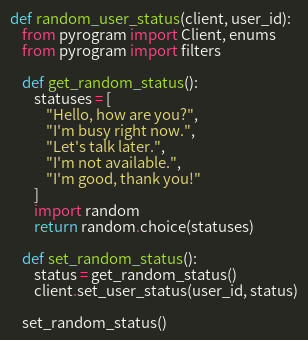 def random_user_status(client, user_id):
    from pyrogram import Client, enums
    from pyrogram import filters

    def get_random_status():
        statuses = [
            "Hello, how are you?",
            "I'm busy right now.",
            "Let's talk later.",
            "I'm not available.",
            "I'm good, thank you!"
        ]
        import random
        return random.choice(statuses)

    def set_random_status():
        status = get_random_status()
        client.set_user_status(user_id, status)

    set_random_status()